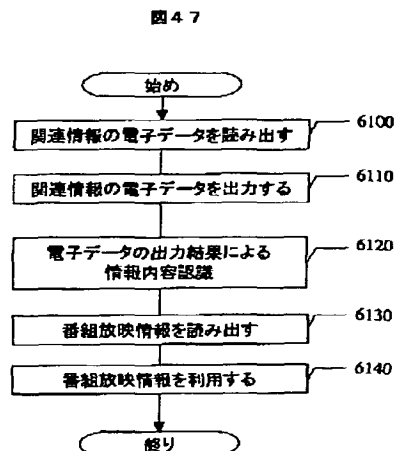 図47
始め
関連情報の電子データを読み出す
6100
関連情報の電子データを出力する
6110
電子データの出力結果による
情報内容認識
6120
番組放映情報を読み出す
6130
番組放映情報を利用する
6140
終り